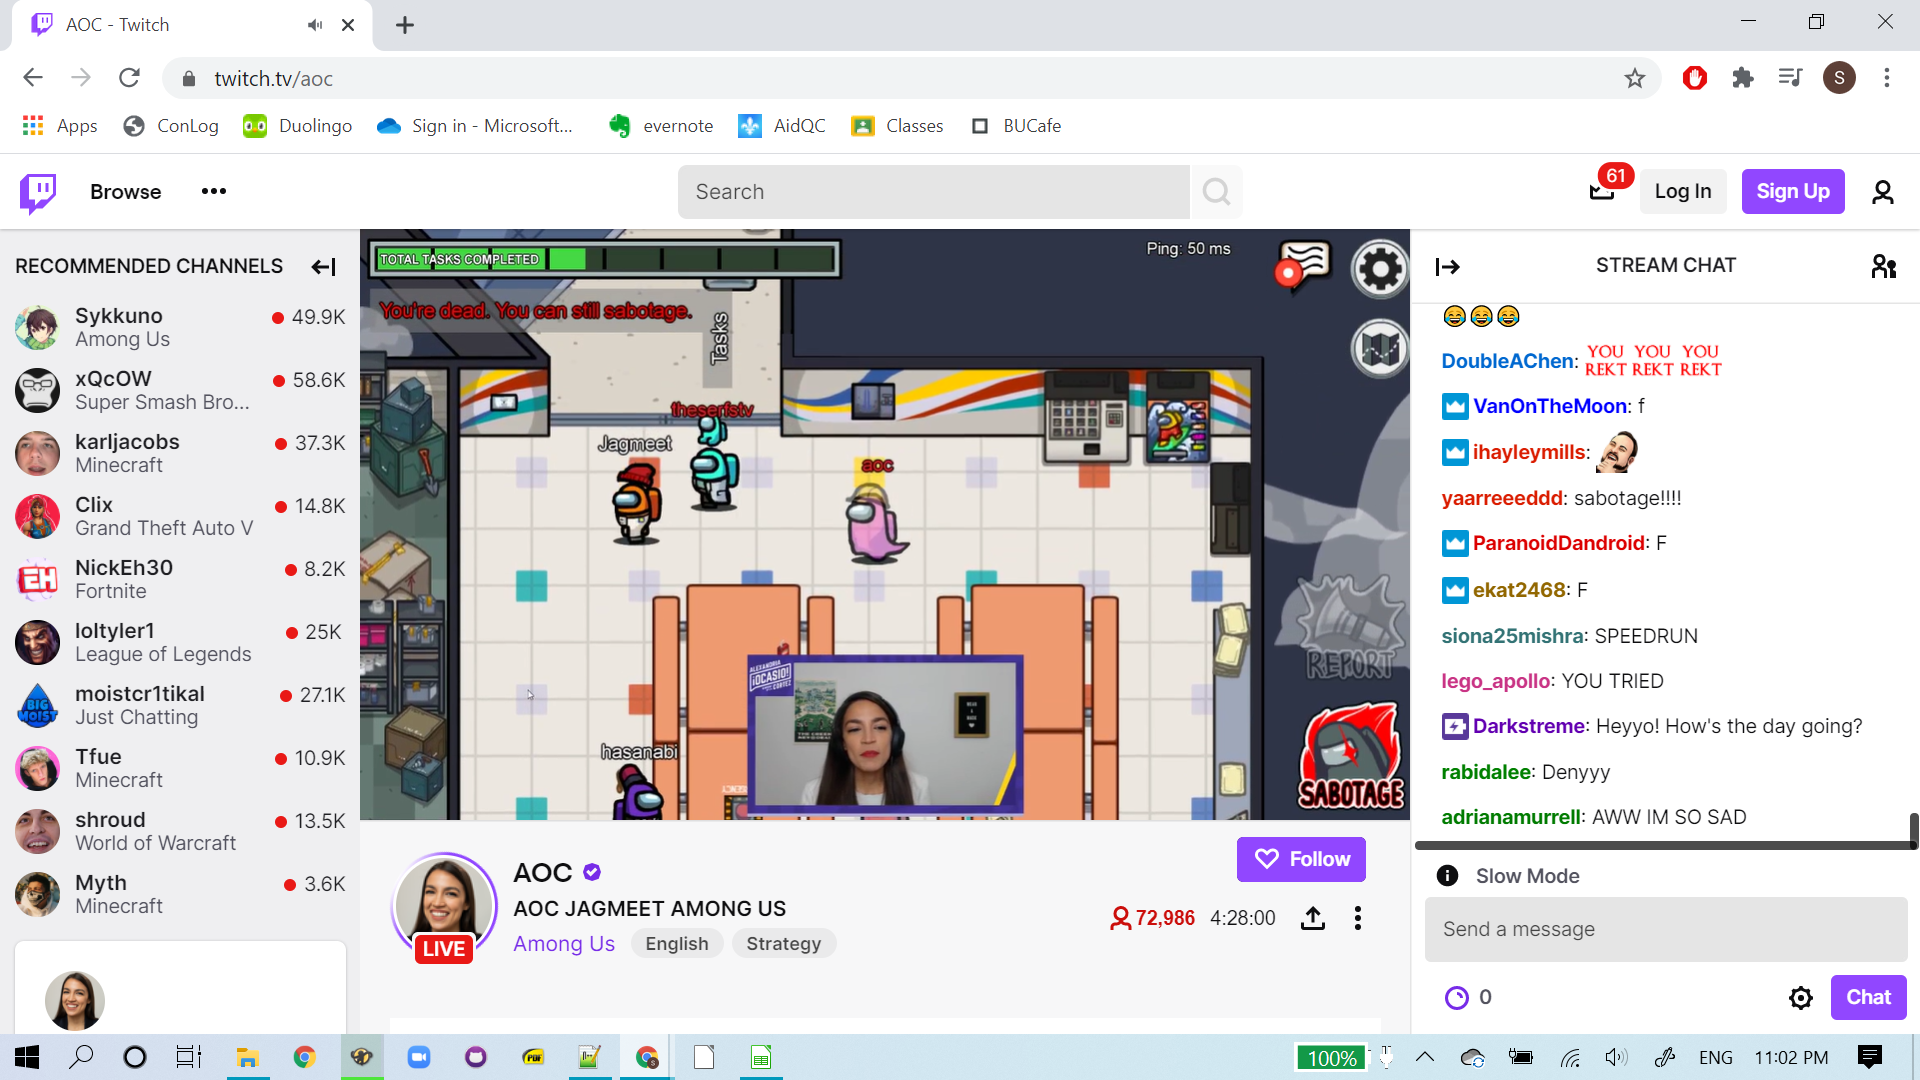 AOC - Twitch
twitch.tv/aoc
S
Apps
ConLog
Duolingo
Sign in - Microsoft...
evernote
AidQC
Classes
BUCafe
Browse
Search
61
Log In
Sign Up
RECOMMENDED CHANNELS
Sykkuno
49.9K
Among Us
xQcOW
58.6K
Super Smash Bro...
karljacobs
37.3K
Minecraft
Clix
14.8K
Grand Theft Auto V
EH
NickEh30
8.2K
Fortnite
loltyler1
25K
League of Legends
BIG
MOIST
moistcr1tikal
27.1K
Just Chatting
Tfue
10.9K
Minecraft
shroud
13.5K
World of Warcraft
Myth
3.6K
Minecraft
TOTAL TASKS COMPLETED
Ping: 50 ms
You're dead. You can still sabotage.
Tasks
theserfstv
Jagmeet
aoc
REPORT
ALEXANDRIA
¡OCASIO!
CORTEZ
hasanabi
SABOTAGE
AOC
Follow
AOC JAGMEET AMONG US
72,986
4:28:00
LIVE
Among Us
English
Strategy
STREAM CHAT
DoubleAChen: YOU REKT YOU REKT YOU REKT
VanOnTheMoon: f
ihayleymills:
yaarreeeddd: sabotage!!!!
ParanoidDandroid: F
ekat2468: F
siona25mishra: SPEEDRUN
lego_apollo: YOU TRIED
Darkstreme: Heyyo! How's the day going?
rabidalee: Denyyy
adrianamurrell: AWW IM SO SAD
Slow Mode
Send a message
0
Chat
PDF
100%
ENG
11:02 PM